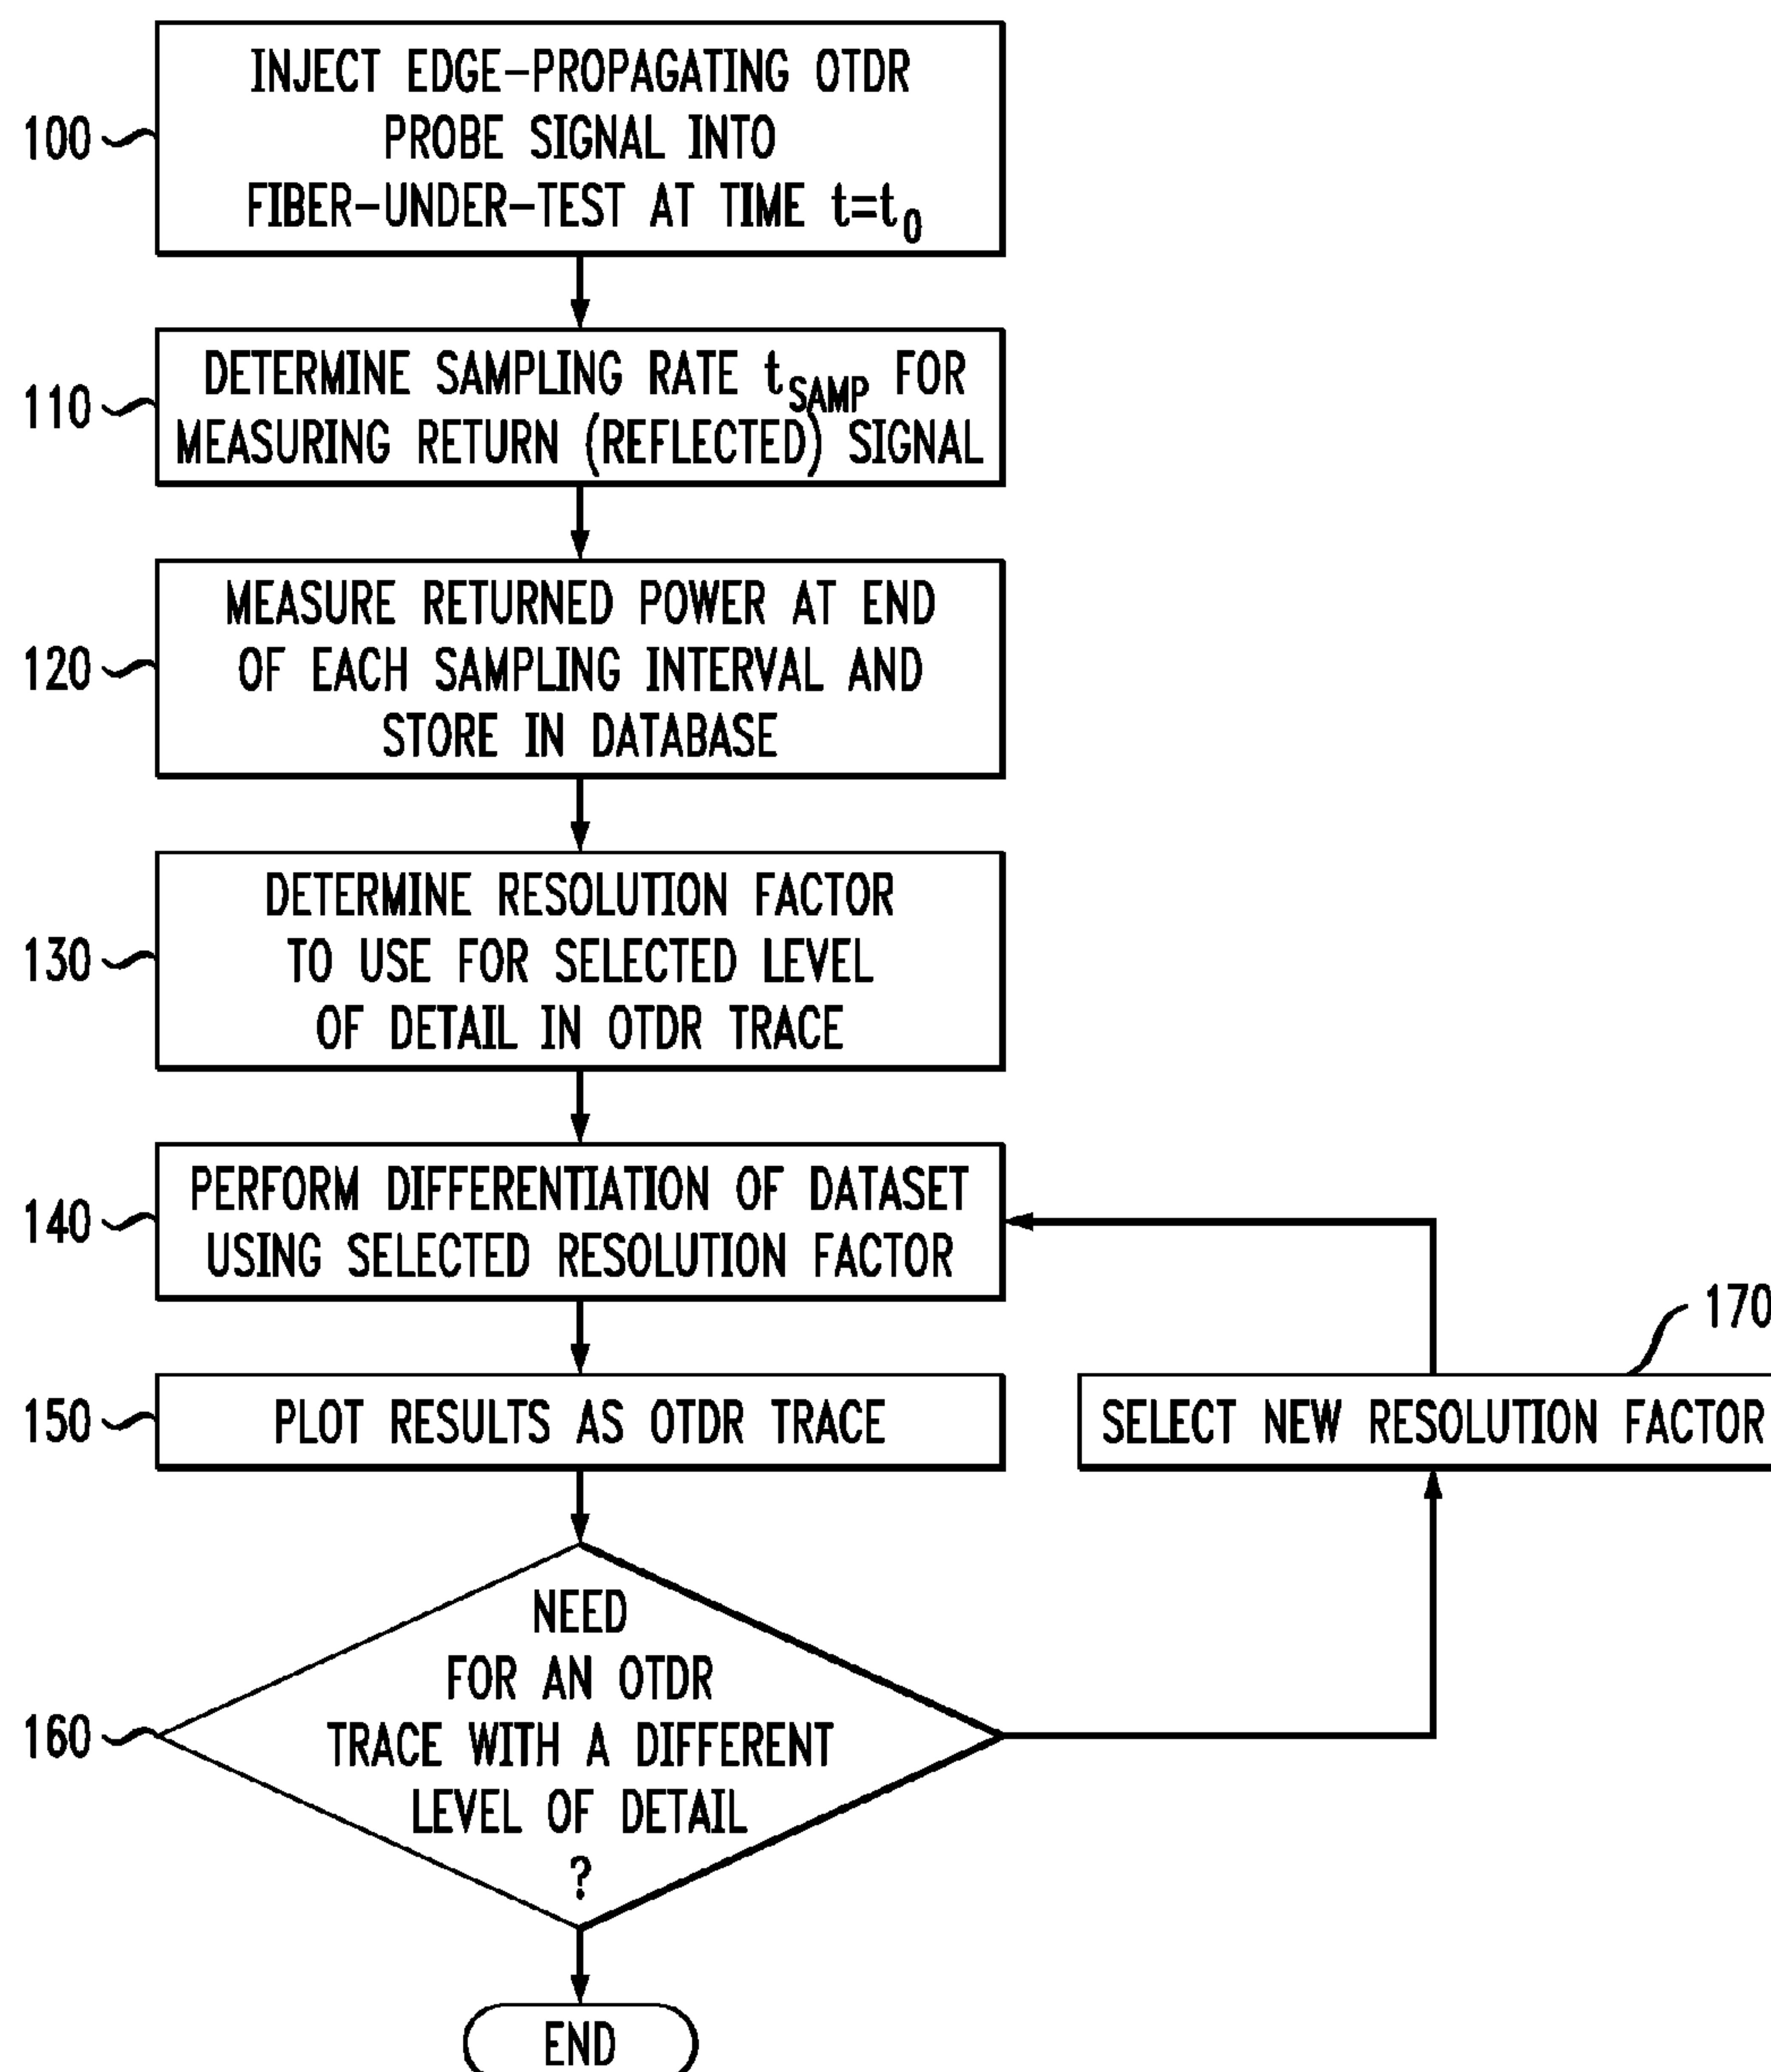 INJECT EDGE-PROPAGATING OTDR
PROBE SIGNAL INTO
FIBER-UNDER-TEST AT TIME t=t0
100
DETERMINE SAMPLING RATE tSAMP FOR
MEASURING RETURN (REFLECTED) SIGNAL
110
MEASURE RETURNED POWER AT END
OF EACH SAMPLING INTERVAL AND
STORE IN DATABASE
120
DETERMINE RESOLUTION FACTOR
TO USE FOR SELECTED LEVEL
OF DETAIL IN OTDR TRACE
130
PERFORM DIFFERENTIATION OF DATASET
USING SELECTED RESOLUTION FACTOR
140
170
PLOT RESULTS AS OTDR TRACE
150
SELECT NEW RESOLUTION FACTOR
NEED
FOR AN OTDR
TRACE WITH A DIFFERENT
LEVEL OF DETAIL
?
160
END